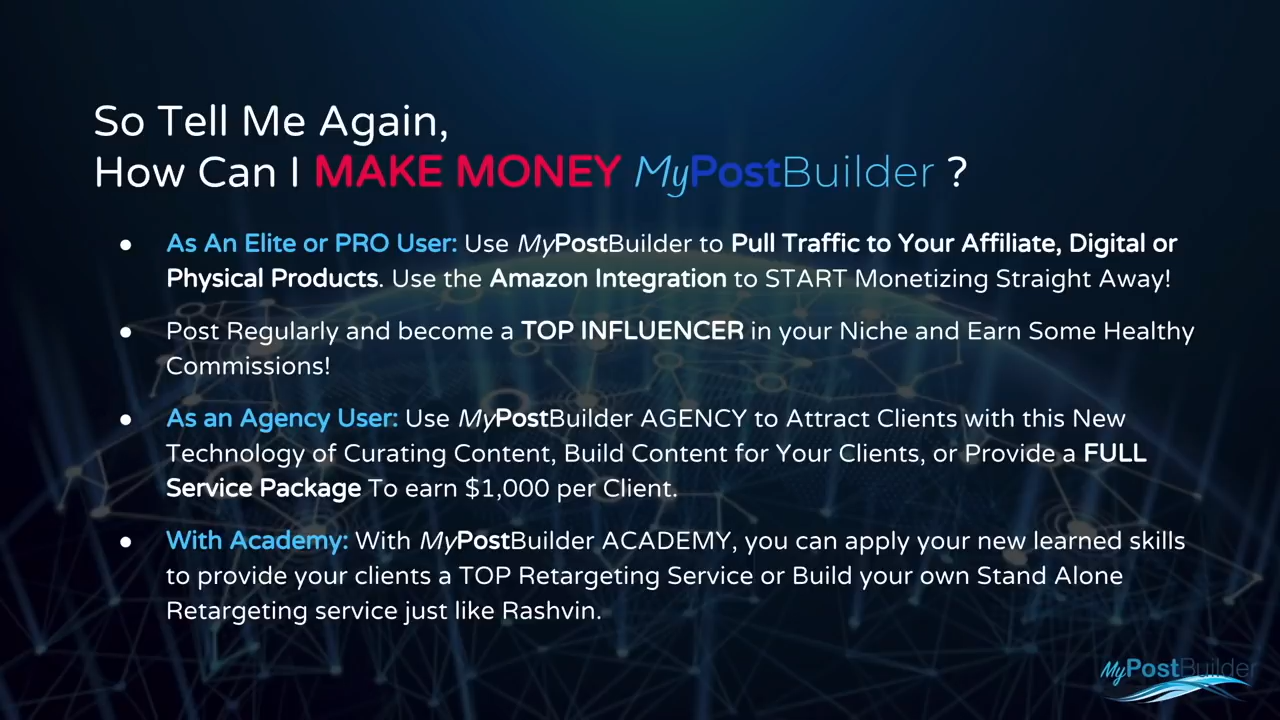 So Tell Me Again,
How Can I MAKE MONEY MyPostBuilder ?
● As An Elite or PRO User: Use MyPostBuilder to Pull Traffic to Your Affiliate, Digital or
Physical Products. Use the Amazon Integration to START Monetizing Straight Away!
● Post Regularly and become a TOP INFLUENCER in your Niche and Earn Some Healthy
Commissions!
● As an Agency User: Use MyPostBuilder AGENCY to Attract Clients with this New
Technology of Curating Content, Build Content for Your Clients, or Provide a FULL
Service Package To earn $1,000 per Client.
● With Academy: With MyPostBuilder ACADEMY, you can apply your new learned skills
to provide your clients a TOP Retargeting Service or Build your own Stand Alone
Retargeting service just like Rashvin.
MyPostBuilder